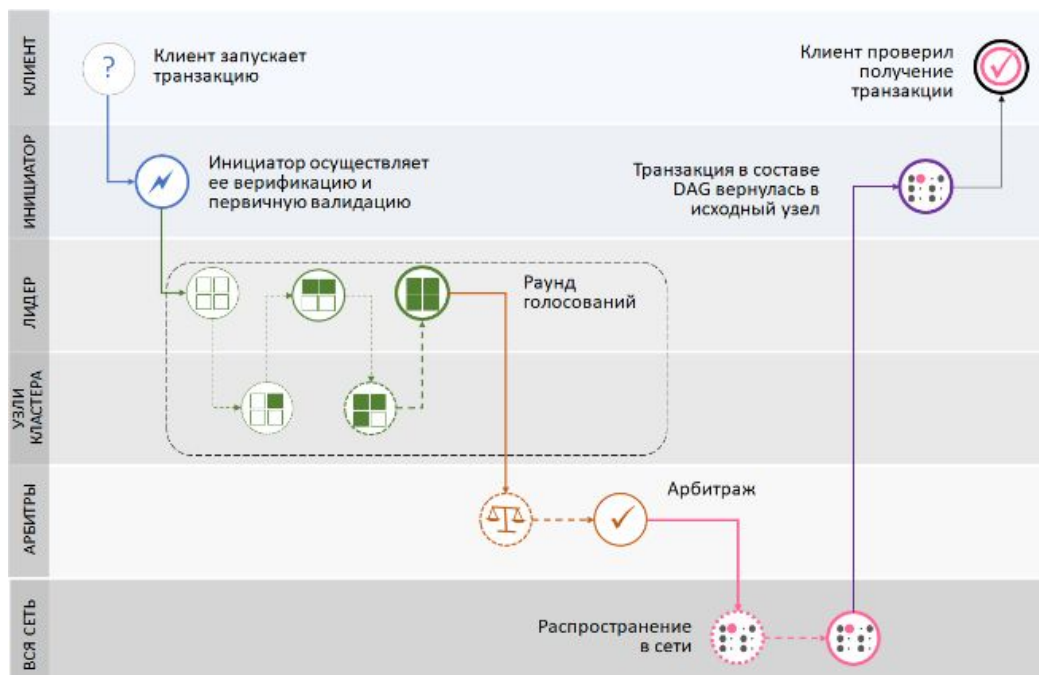 КЛИЕНТ
?
Клиент запускает
транзакцию
Клиент проверил
получение
транзакции
ИНИЦИАТОР
Инициатор осуществляет
ее верификацию и
первичную валидацию
Транзакция в составе
DAG вернулась в
исходный узел
ЛИДЕР
Раунд
голосований
УЗЛИ
КЛАСТЕРА
АРБИТРЫ
Арбитраж
ВСЯ СЕТЬ
Распространение
в сети